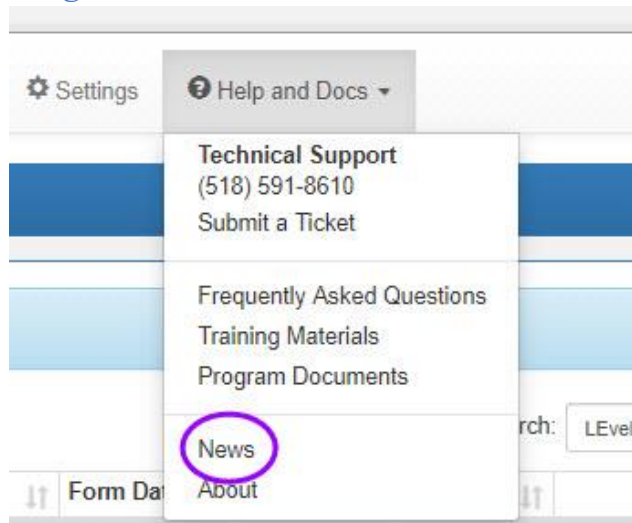 Settings
Help and Docs
Technical Support
(518) 591-8610
Submit a Ticket
Frequently Asked Questions
Training Materials
Program Documents
rch: LEvel
News
Form Dat
About